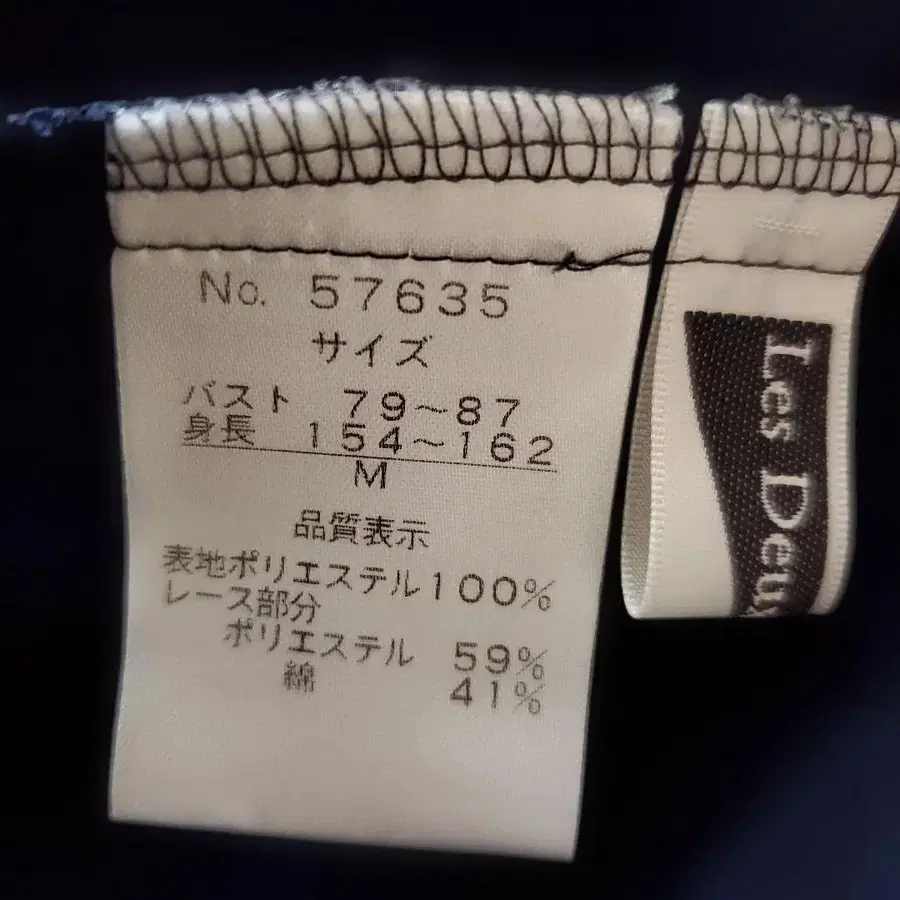 No. 57635
サイズ
バスト 79～87
身長 154～162
M
品質表示
表地ポリエステル100%
レース部分
ポリエステル 59%
綿 41%
Les Deux